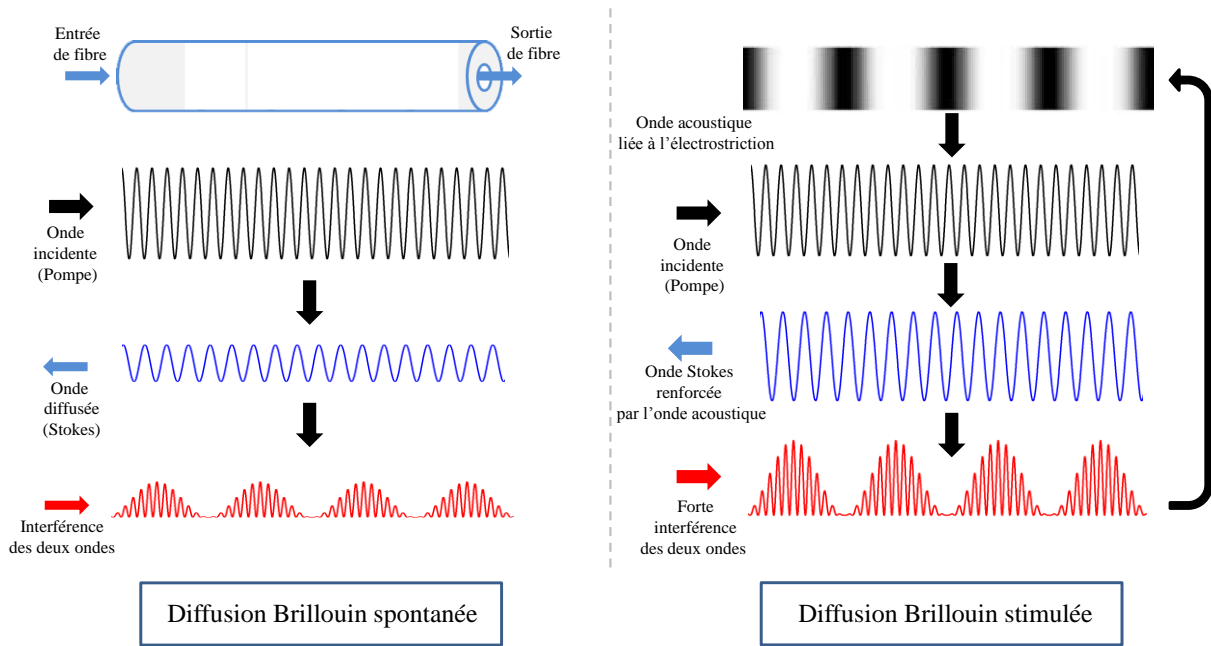 Entrée
de fibre
Sortie
de fibre
Onde
incidente
(Pompe)
Onde
diffusée
(Stokes)
Interférence
des deux ondes
Diffusion Brillouin spontanée
Onde acoustique
liée à l’électrostriction
Onde
incidente
(Pompe)
Onde Stokes
renforcée
par l’onde acoustique
Forte
interférence
des deux ondes
Diffusion Brillouin stimulée